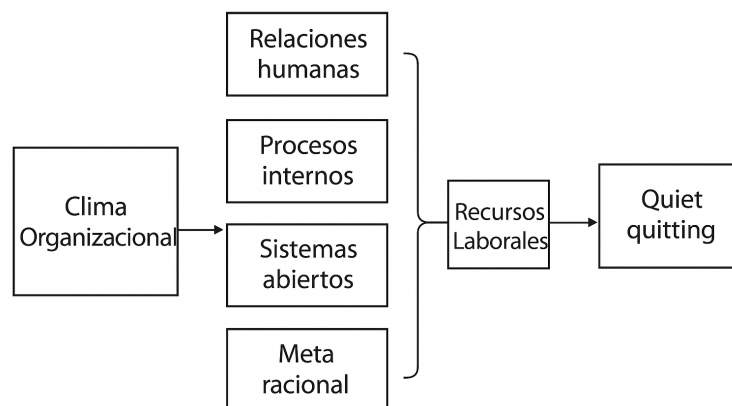 Relaciones
humanas
Procesos
internos
Clima
Organizacional
Sistemas
abiertos
Meta
racional
Recursos
Laborales
Quiet
quitting